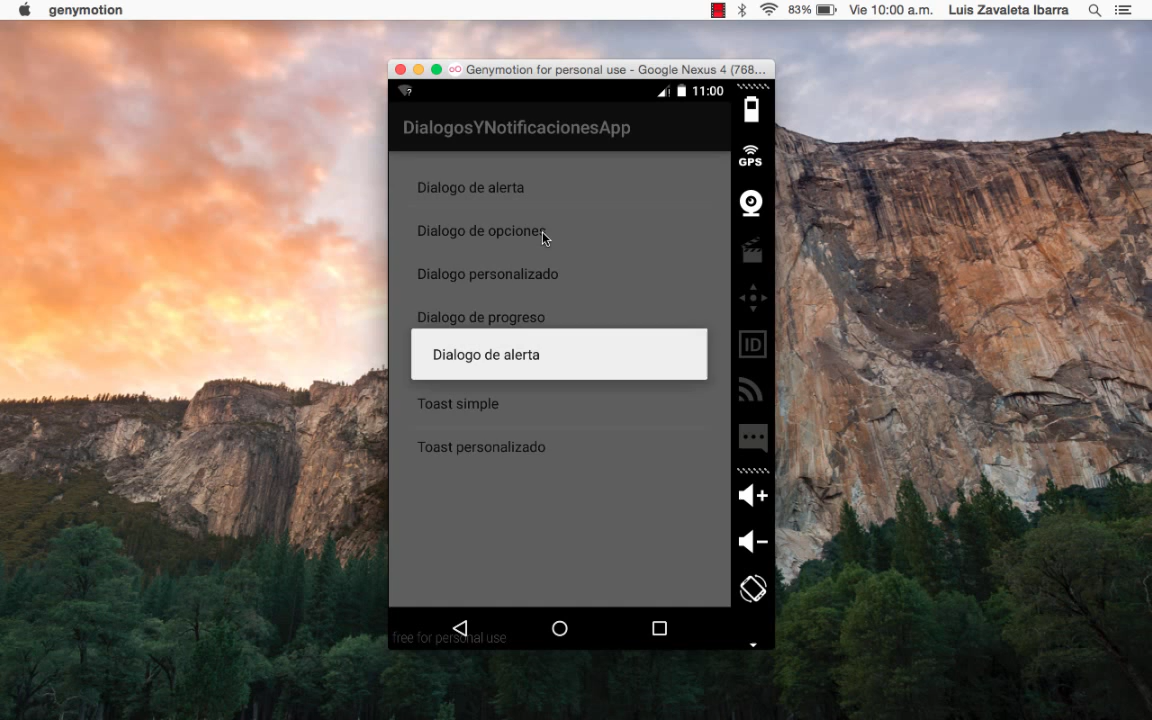 genymotion
83%
Vie 10:00 a.m.
Luis Zavaleta Ibarra
Genymotion for personal use - Google Nexus 4 (768...
11:00
DialogosYNotificacionesApp
GPS
Dialogo de alerta
Dialogo de opciones
Dialogo personalizado
Dialogo de progreso
ID
Dialogo de alerta
Toast simple
Toast personalizado
free for personal use